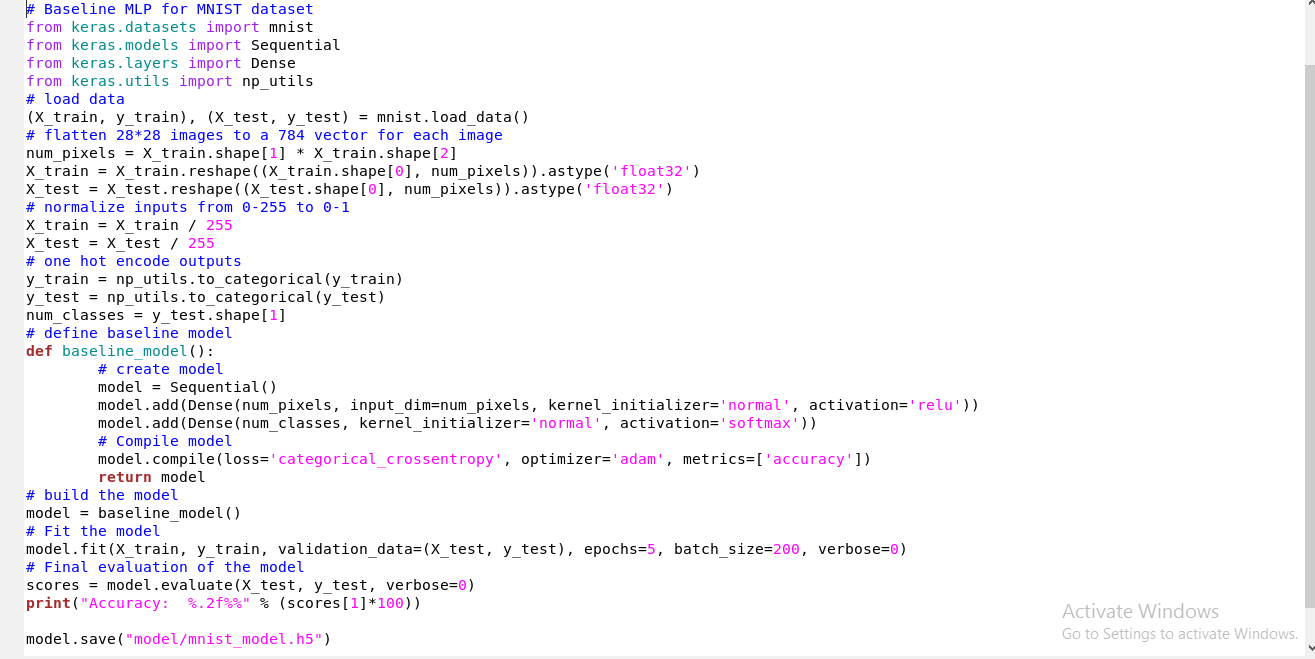 # Baseline MLP for MNIST dataset
from keras.datasets import mnist
from keras.models import Sequential
from keras.layers import Dense
from keras.utils import np_utils
# load data
(X_train, y_train), (X_test, y_test) = mnist.load_data()
# flatten 28*28 images to a 784 vector for each image
num_pixels = X_train.shape[1] * X_train.shape[2]
X_train = X_train.reshape((X_train.shape[0], num_pixels)).astype('float32')
X_test = X_test.reshape((X_test.shape[0], num_pixels)).astype('float32')
# normalize inputs from 0-255 to 0-1
X_train = X_train / 255
X_test = X_test / 255
# one hot encode outputs
y_train = np_utils.to_categorical(y_train)
y_test = np_utils.to_categorical(y_test)
num_classes = y_test.shape[1]
# define baseline model
def baseline_model():
        # create model
        model = Sequential()
        model.add(Dense(num_pixels, input_dim=num_pixels, kernel_initializer='normal', activation='relu'))
        model.add(Dense(num_classes, kernel_initializer='normal', activation='softmax'))
        # Compile model
        model.compile(loss='categorical_crossentropy', optimizer='adam', metrics=['accuracy'])
        return model
# build the model
model = baseline_model()
# Fit the model
model.fit(X_train, y_train, validation_data=(X_test, y_test), epochs=5, batch_size=200, verbose=0)
# Final evaluation of the model
scores = model.evaluate(X_test, y_test, verbose=0)
print("Accuracy:  %.2f%%" % (scores[1]*100))

model.save("model/mnist_model.h5")
Activate Windows
Go to Settings to activate Windows.